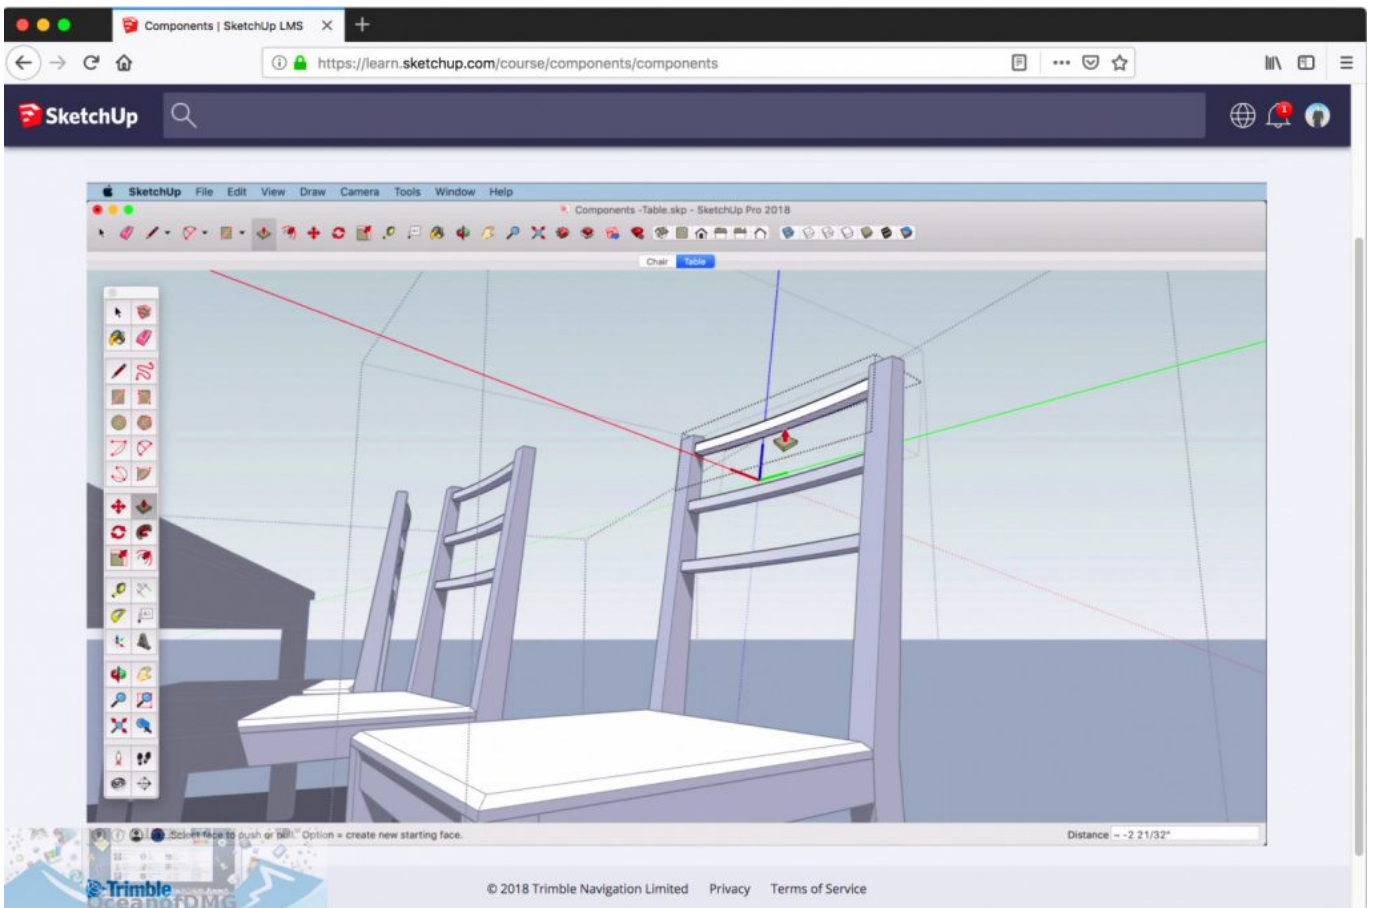 Components | SketchUp LMS
https://learn.sketchup.com/course/components/components
SketchUp
1
SketchUp File Edit View Draw Camera Tools Window Help
Components -Table.skp - SketchUp Pro 2018
Chair Table
Select face to push or pull. Option = create new starting face.
Distance ~ -2 21/32"
Trimble
© 2018 Trimble Navigation Limited Privacy Terms of Service
OceanofDMG